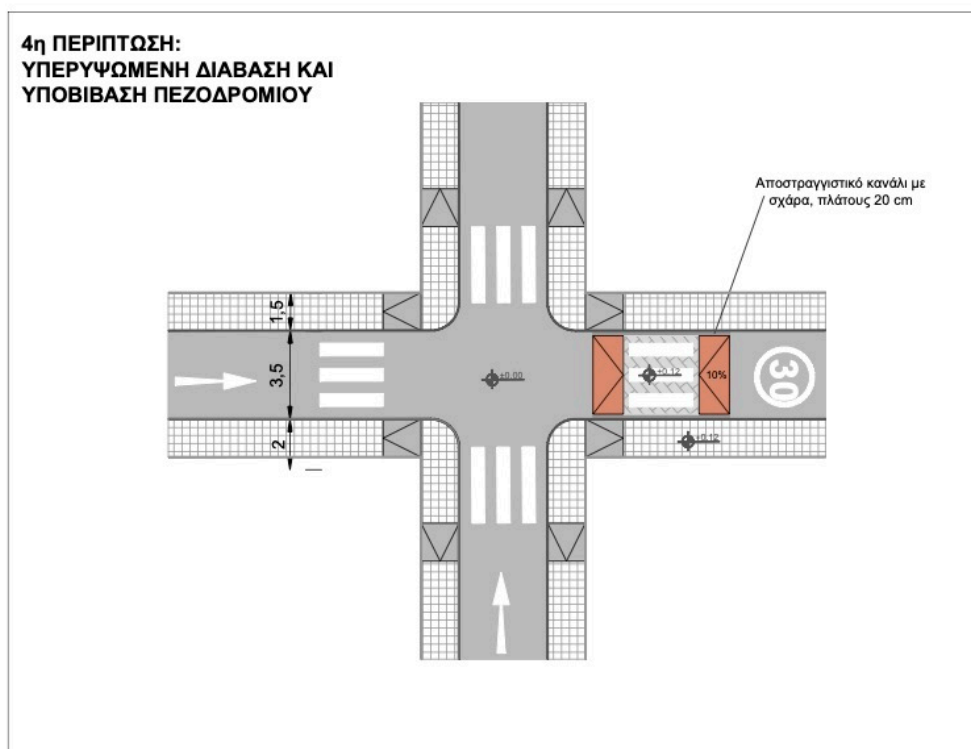 4η ΠΕΡΙΠΤΩΣΗ:
ΥΠΕΡΥΨΩΜΕΝΗ ΔΙΑΒΑΣΗ ΚΑΙ
ΥΠΟΒΙΒΑΣΗ ΠΕΖΟΔΡΟΜΙΟΥ
Αποστραγγιστικό κανάλι με
σχάρα, πλάτους 20 cm
1,5
3,5
2
±0.00
+0.12
10%
30
+0.12